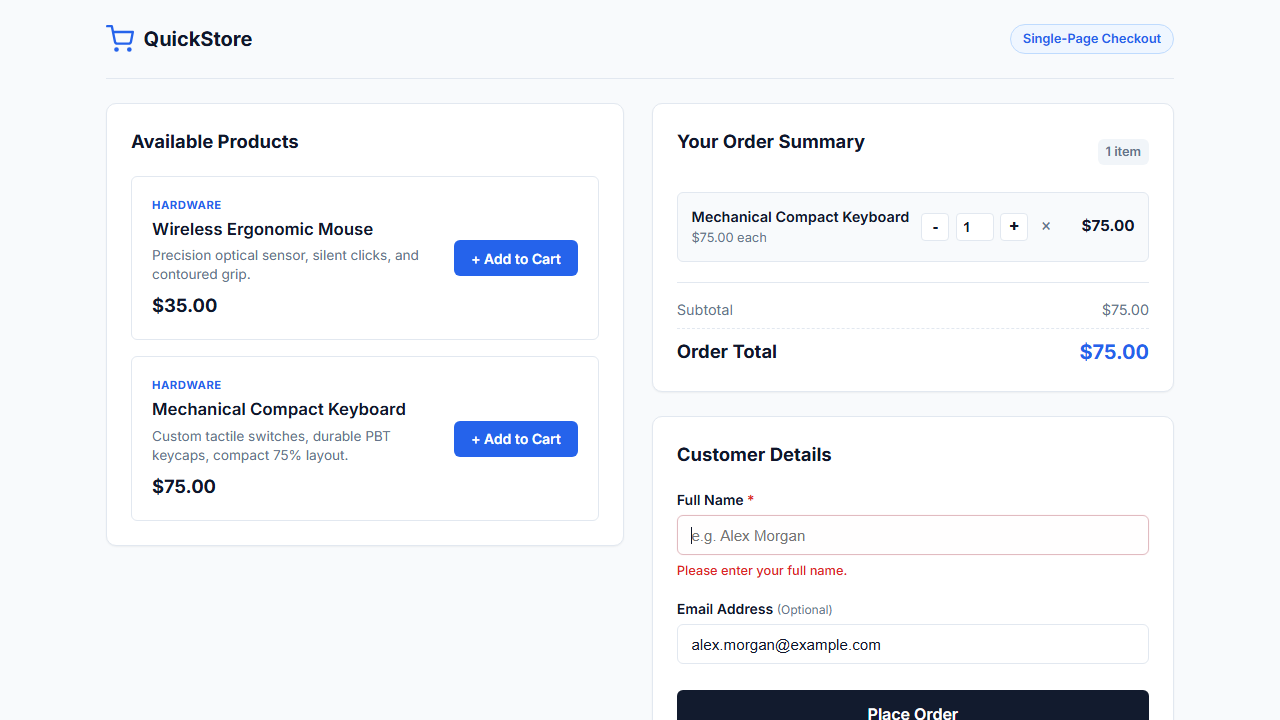 QuickStore
Single-Page Checkout
Available Products
HARDWARE
Wireless Ergonomic Mouse
Precision optical sensor, silent clicks, and
contoured grip.
$35.00
+ Add to Cart
HARDWARE
Mechanical Compact Keyboard
Custom tactile switches, durable PBT
keycaps, compact 75% layout.
$75.00
+ Add to Cart
Your Order Summary
1 item
Mechanical Compact Keyboard
$75.00 each
- 1 + × $75.00
Subtotal $75.00
Order Total $75.00
Customer Details
Full Name *
e.g. Alex Morgan
Please enter your full name.
Email Address (Optional)
alex.morgan@example.com
Place Order